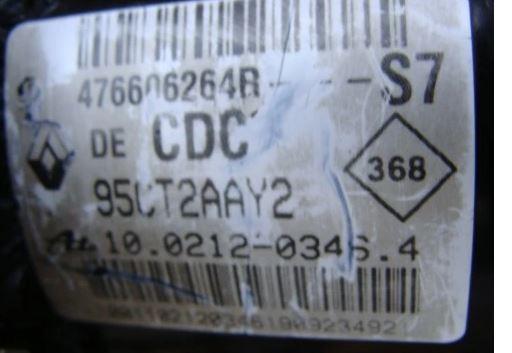 476606264R----S7
DE CDC
368
95CT2AAY2
10.0212-0346.4